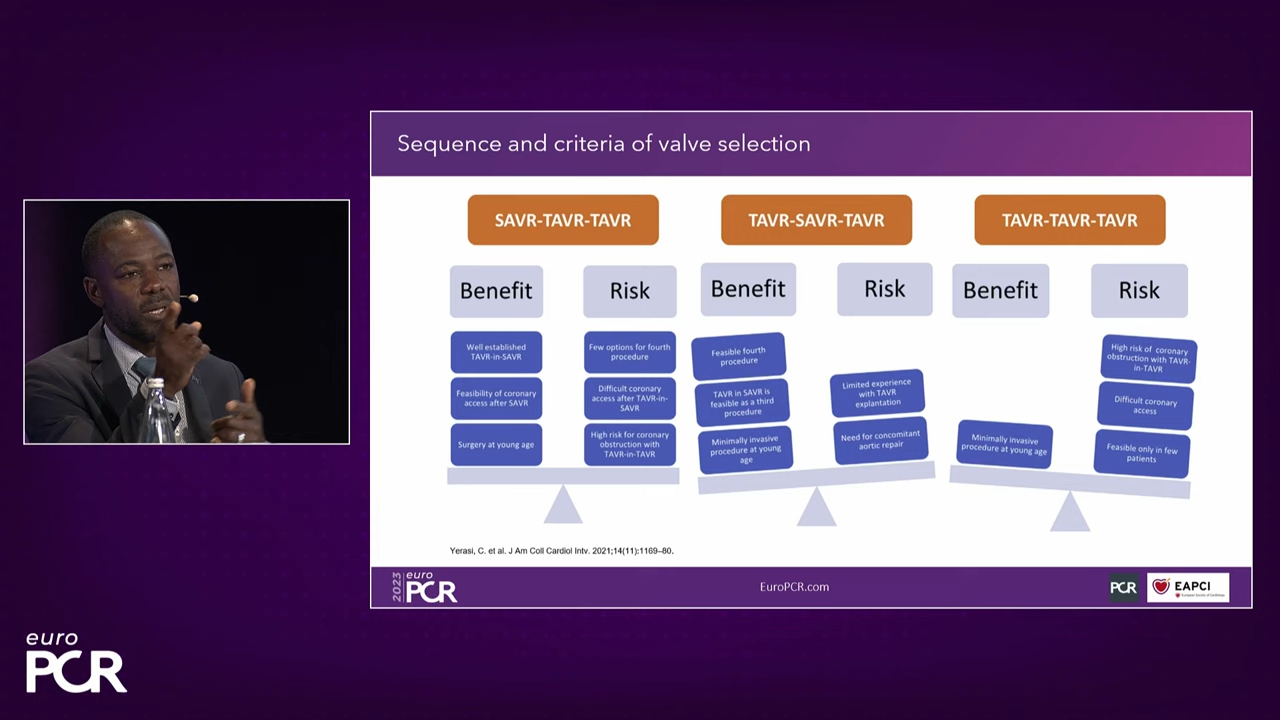 Sequence and criteria of valve selection
SAVR-TAVR-TAVR
Benefit
Risk
Well established
TAVR-in-SAVR
Feasibility of coronary
access after SAVR
Surgery at young age
Few options for fourth
procedure
Difficult coronary
access after TAVR-in-
SAVR
High risk for coronary
obstruction with
TAVR-in-TAVR
TAVR-SAVR-TAVR
Benefit
Risk
Feasible fourth
procedure
TAVR in SAVR is
feasible as a third
procedure
Minimally invasive
procedure at young
age
Limited experience
with TAVR
explantation
Need for concomitant
aortic repair
TAVR-TAVR-TAVR
Benefit
Risk
Minimally invasive
procedure at young age
High risk of coronary
obstruction with TAVR-
in-TAVR
Difficult coronary
access
Feasible only in few
patients
Yerasi, C. et al. J Am Coll Cardiol Intv. 2021;14(11):1169–80.
2023
euro
PCR
EuroPCR.com
PCR
EAPCI
euro
PCR